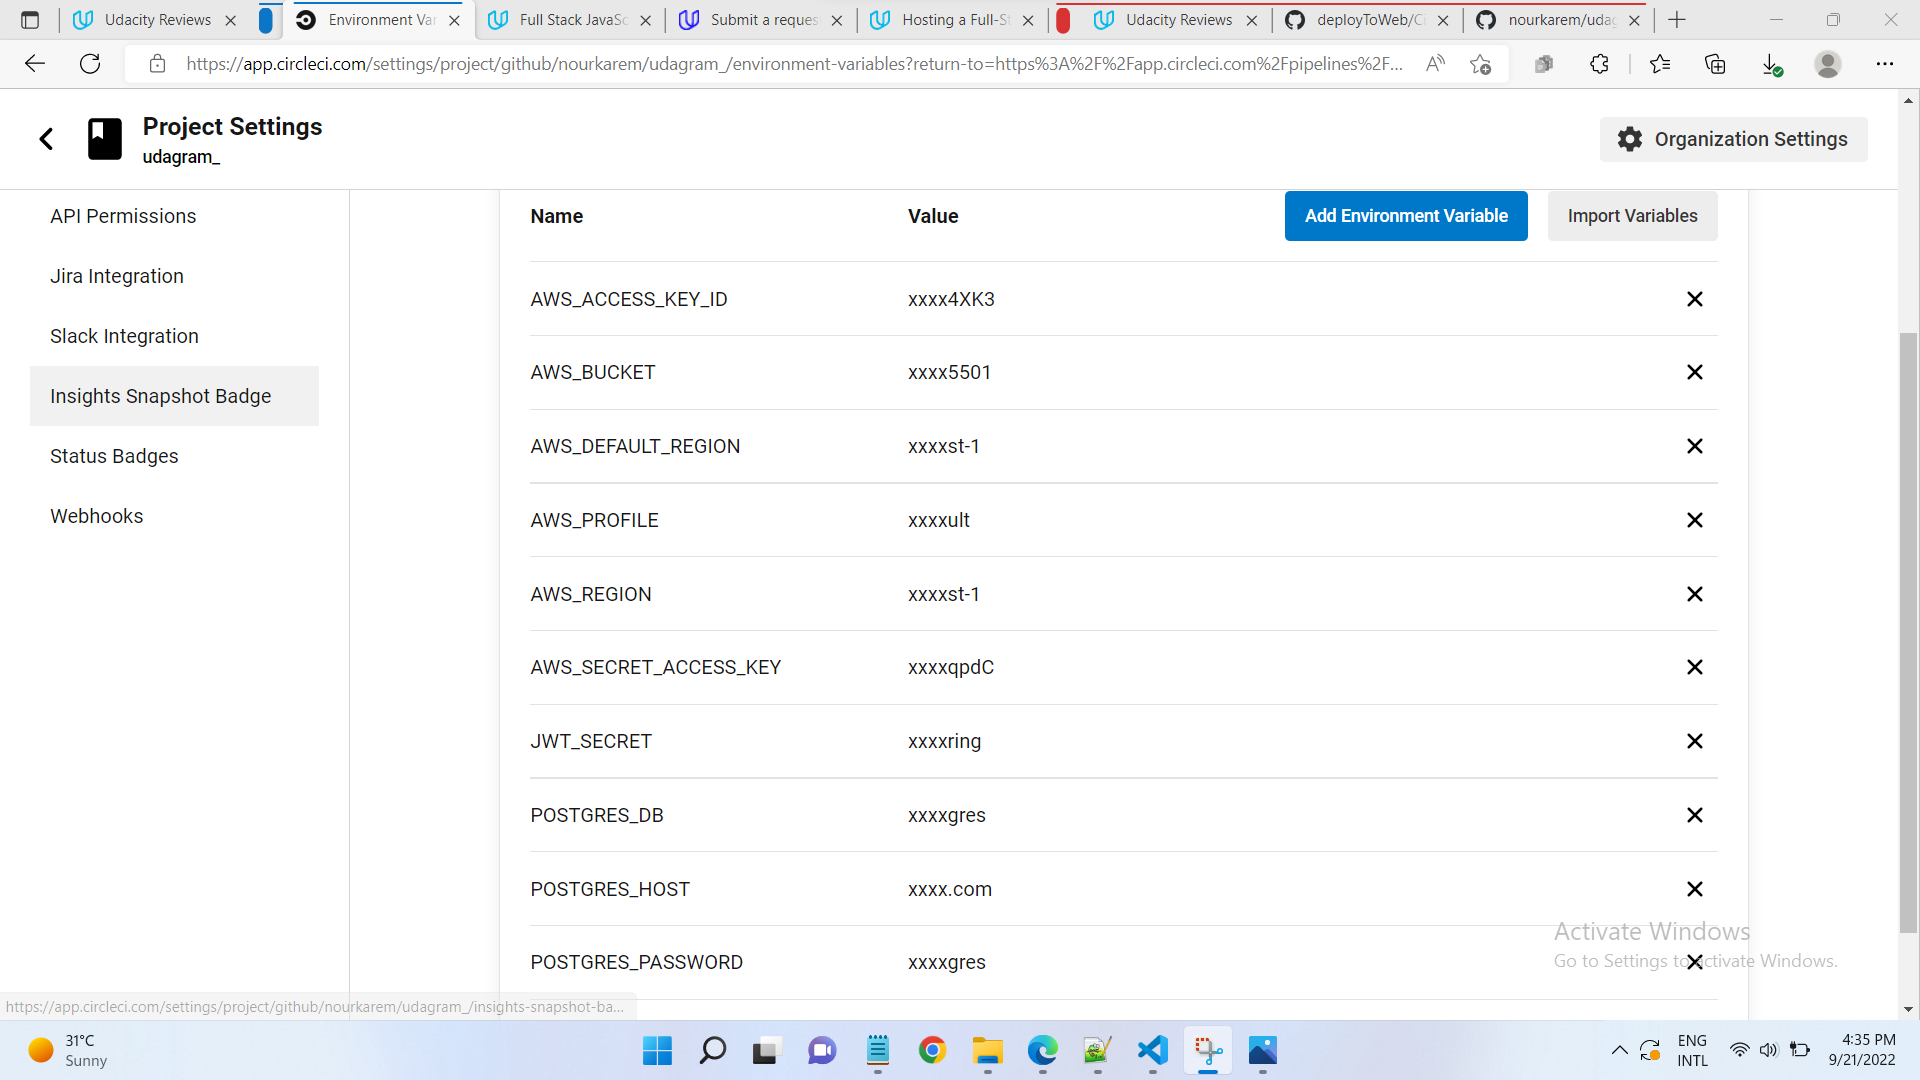 Udacity Reviews
Environment Var
Full Stack JavaSc
Submit a reques
Hosting a Full-St
Udacity Reviews
deployToWeb/Ci
nourkarem/udag
https://app.circleci.com/settings/project/github/nourkarem/udagram_/environment-variables?return-to=https%3A%2F%2Fapp.circleci.com%2Fpipelines%2F...
Project Settings
udagram_
Organization Settings
API Permissions
Jira Integration
Slack Integration
Insights Snapshot Badge
Status Badges
Webhooks
Name Value Add Environment Variable Import Variables
AWS_ACCESS_KEY_ID xxxx4XK3
AWS_BUCKET xxxx5501
AWS_DEFAULT_REGION xxxxst-1
AWS_PROFILE xxxxult
AWS_REGION xxxxst-1
AWS_SECRET_ACCESS_KEY xxxxqpdC
JWT_SECRET xxxxring
POSTGRES_DB xxxxgres
POSTGRES_HOST xxxx.com
POSTGRES_PASSWORD xxxxgres
Activate Windows
Go to Settings to activate Windows.
https://app.circleci.com/settings/project/github/nourkarem/udagram_/insights-snapshot-ba...
31°C
Sunny
ENG
INTL
4:35 PM
9/21/2022